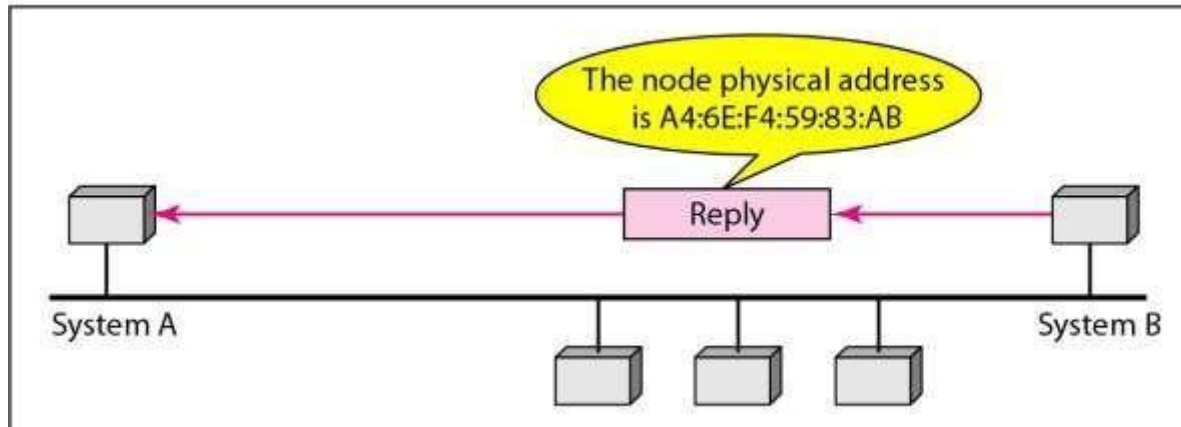 The node physical address
is A4:6E:F4:59:83:AB
Reply
System A
System B